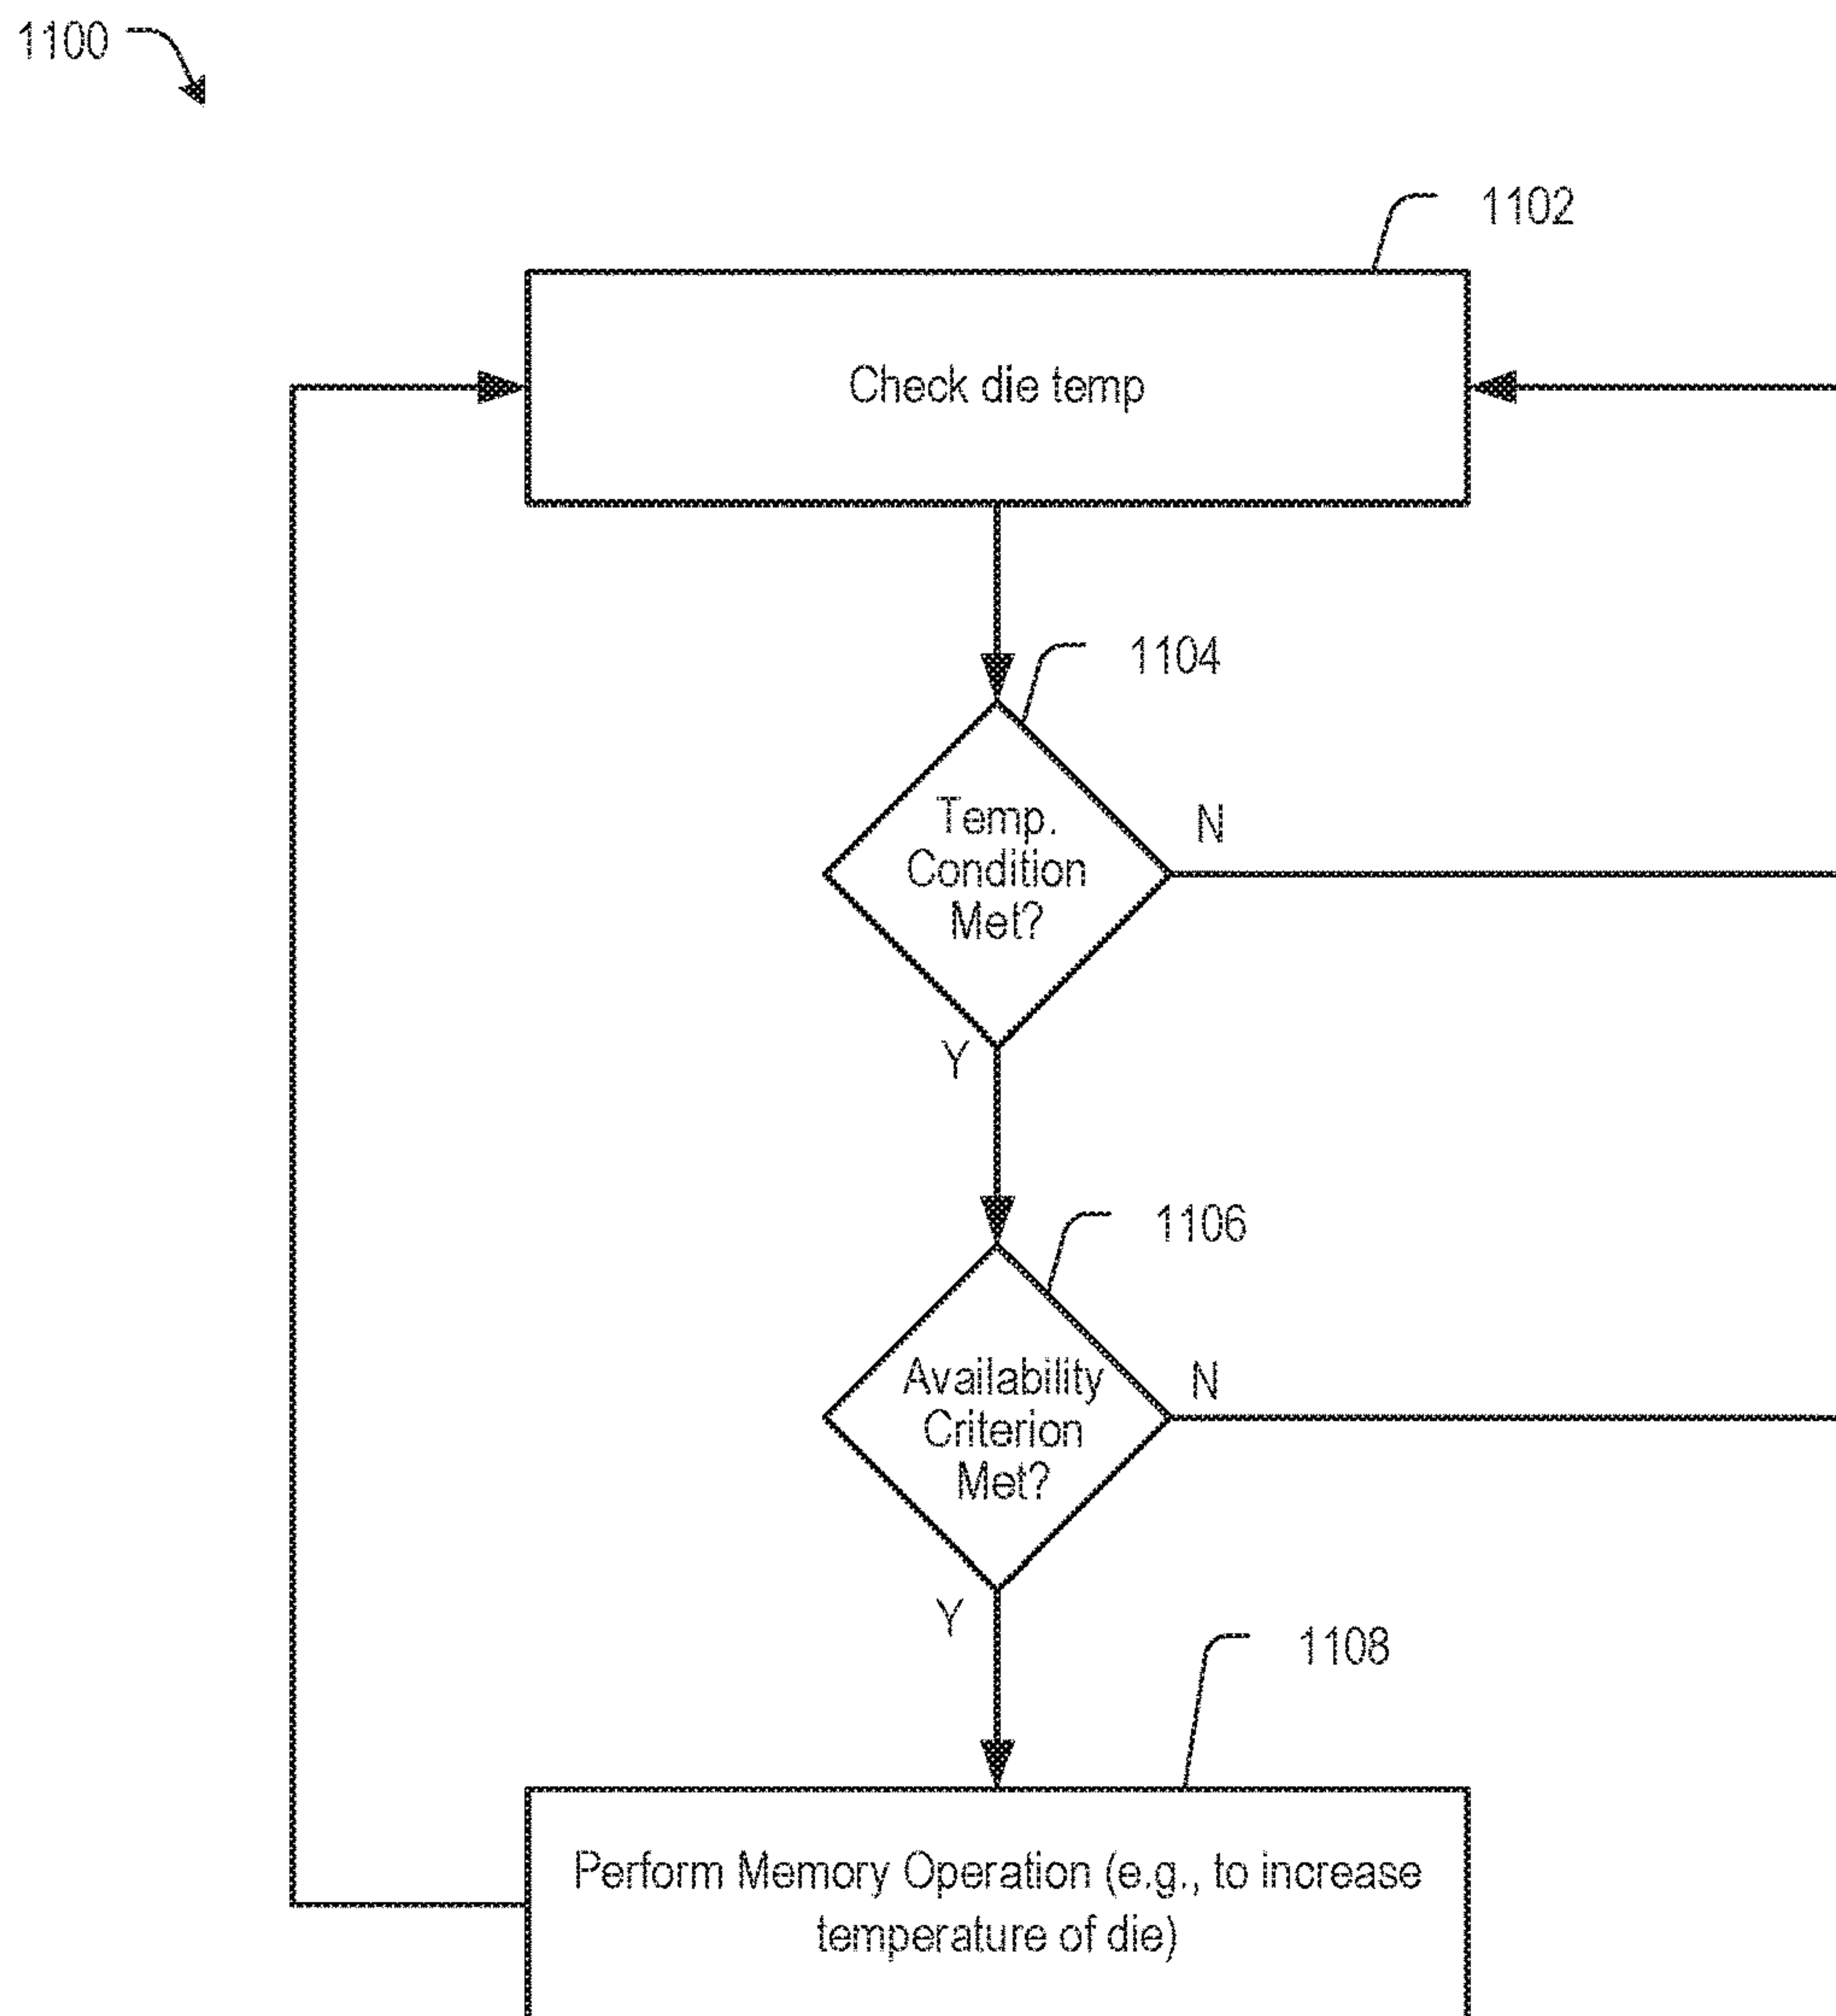 1100
1102
Check die temp
1104
Temp.
Condition
Met?
N
Y
1106
Availability
Criterion
Met?
N
Y
1108
Perform Memory Operation (e.g., to increase
temperature of die)